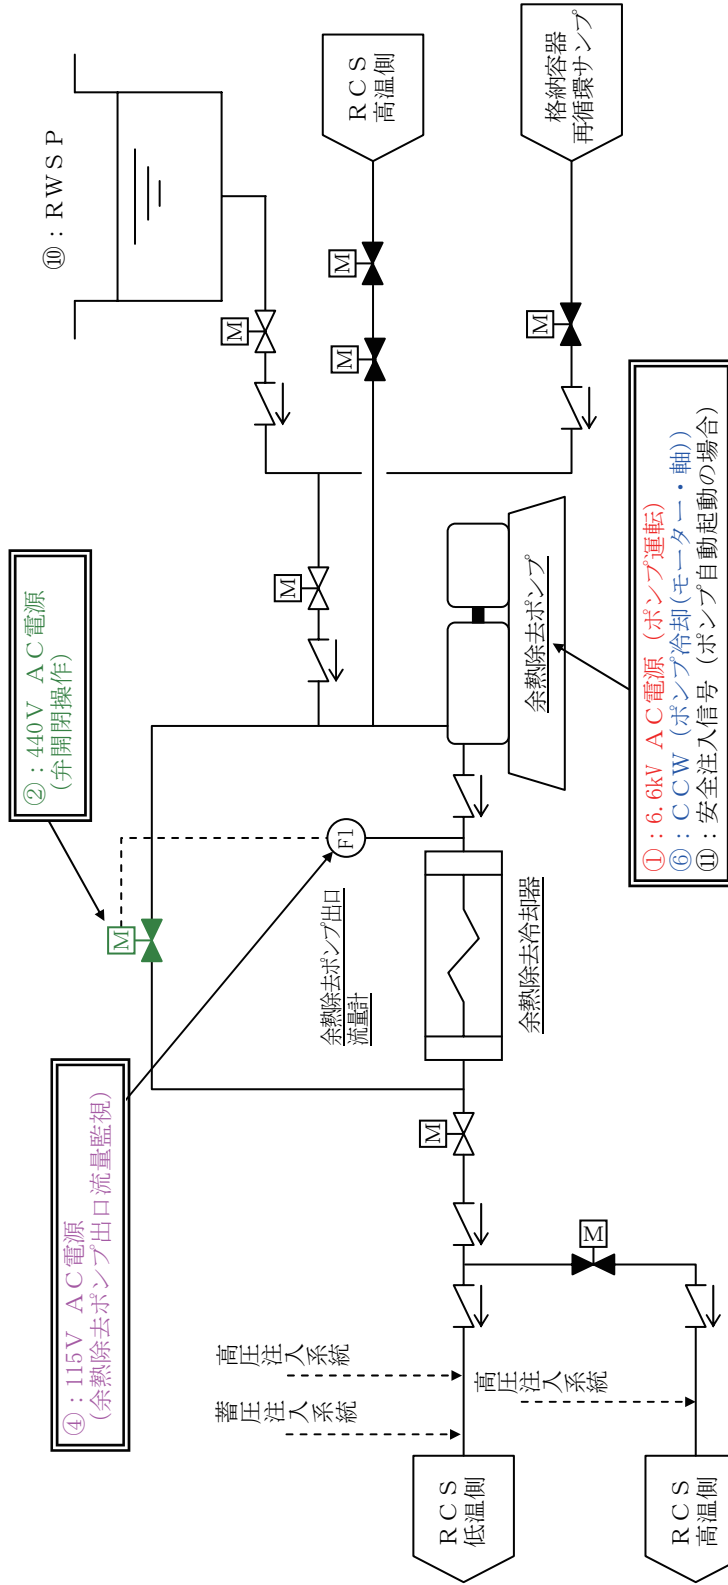 ④：115V AC電源
(余熱除去ポンプ出口流量監視)
②：440V AC電源
(弁開閉操作)
⑩：RWSP
M
M
M
M
M
RCS
高温側
格納容器
再循環サンプ
M
F1
余熱除去ポンプ出口
流量計
余熱除去ポンプ
余熱除去冷却器
M
M
高圧注入系統
蓄圧注入系統
高圧注入系統
RCS
低温側
RCS
高温側
①：6.6kV AC電源 (ポンプ運転)
⑥：CCW (ポンプ冷却(モーター・軸))
⑪：安全注入信号 (ポンプ自動起動の場合)